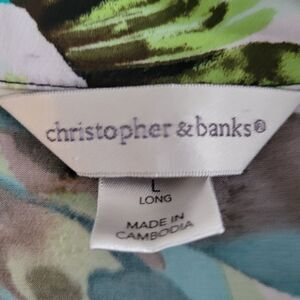 christopher & banks®
L
LONG
MADE IN
CAMBODIA